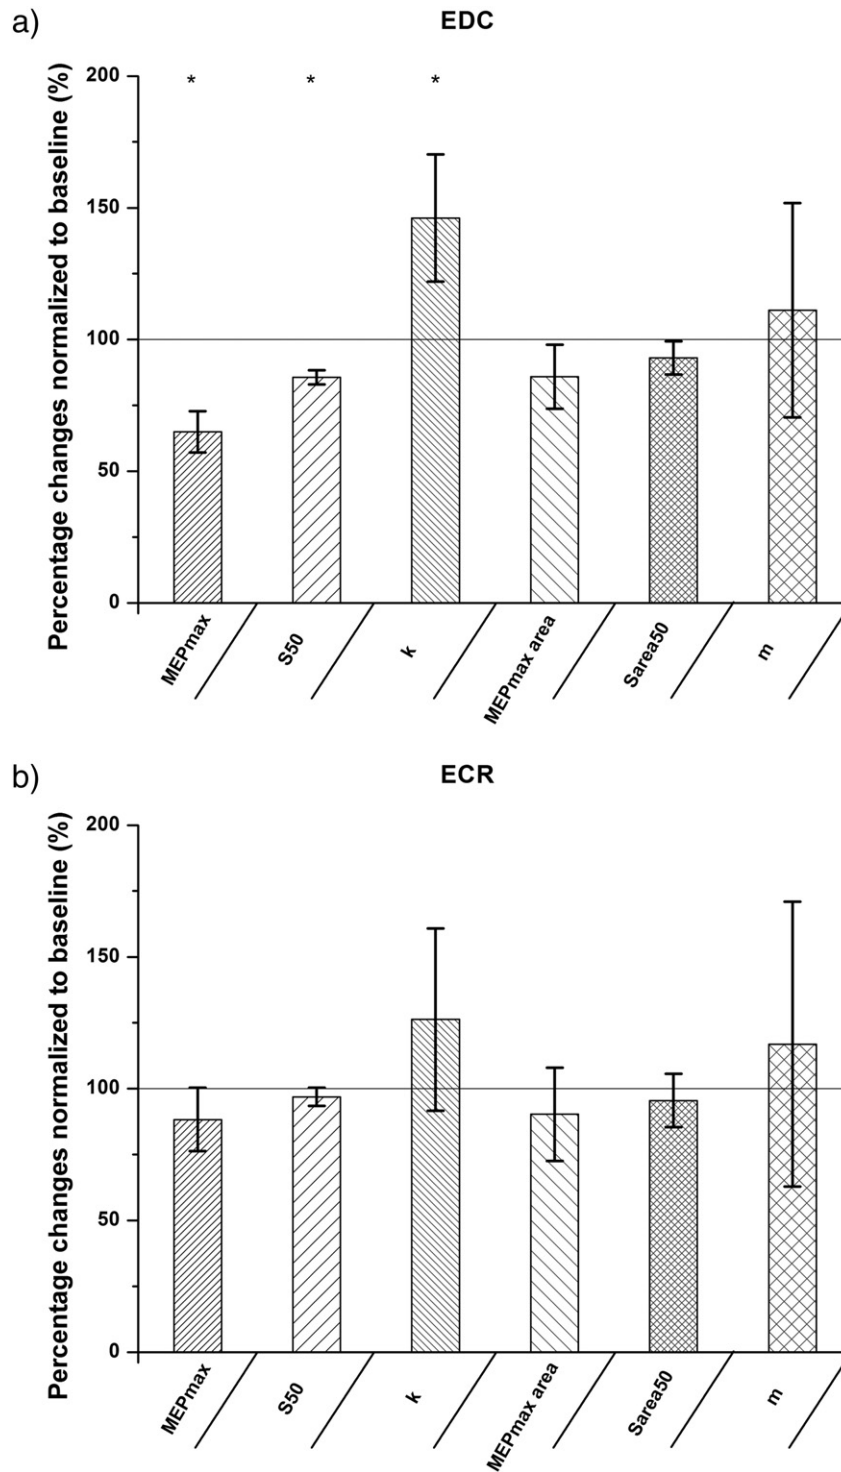 a)
EDC
Percentage changes normalized to baseline (%)
200
150
100
50
0
* * *
MEPmax
S50
k
MEPmax area
Sarea50
m
b)
ECR
Percentage changes normalized to baseline (%)
200
150
100
50
0
MEPmax
S50
k
MEPmax area
Sarea50
m